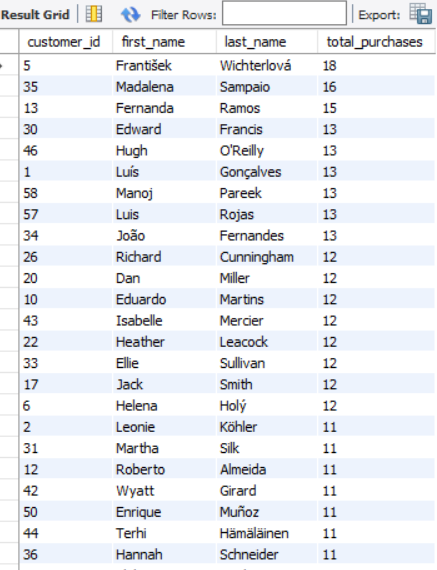 Result Grid Filter Rows: Export:
customer_id first_name last_name total_purchases
5 František Wichterlová 18
35 Madalena Sampaio 16
13 Fernanda Ramos 15
30 Edward Francis 13
46 Hugh O'Reilly 13
1 Luís Gonçalves 13
58 Manoj Pareek 13
57 Luis Rojas 13
34 João Fernandes 13
26 Richard Cunningham 12
20 Dan Miller 12
10 Eduardo Martins 12
43 Isabelle Mercier 12
22 Heather Leacock 12
33 Ellie Sullivan 12
17 Jack Smith 12
6 Helena Holý 12
2 Leonie Köhler 11
31 Martha Silk 11
12 Roberto Almeida 11
42 Wyatt Girard 11
50 Enrique Muñoz 11
44 Terhi Hämäläinen 11
36 Hannah Schneider 11